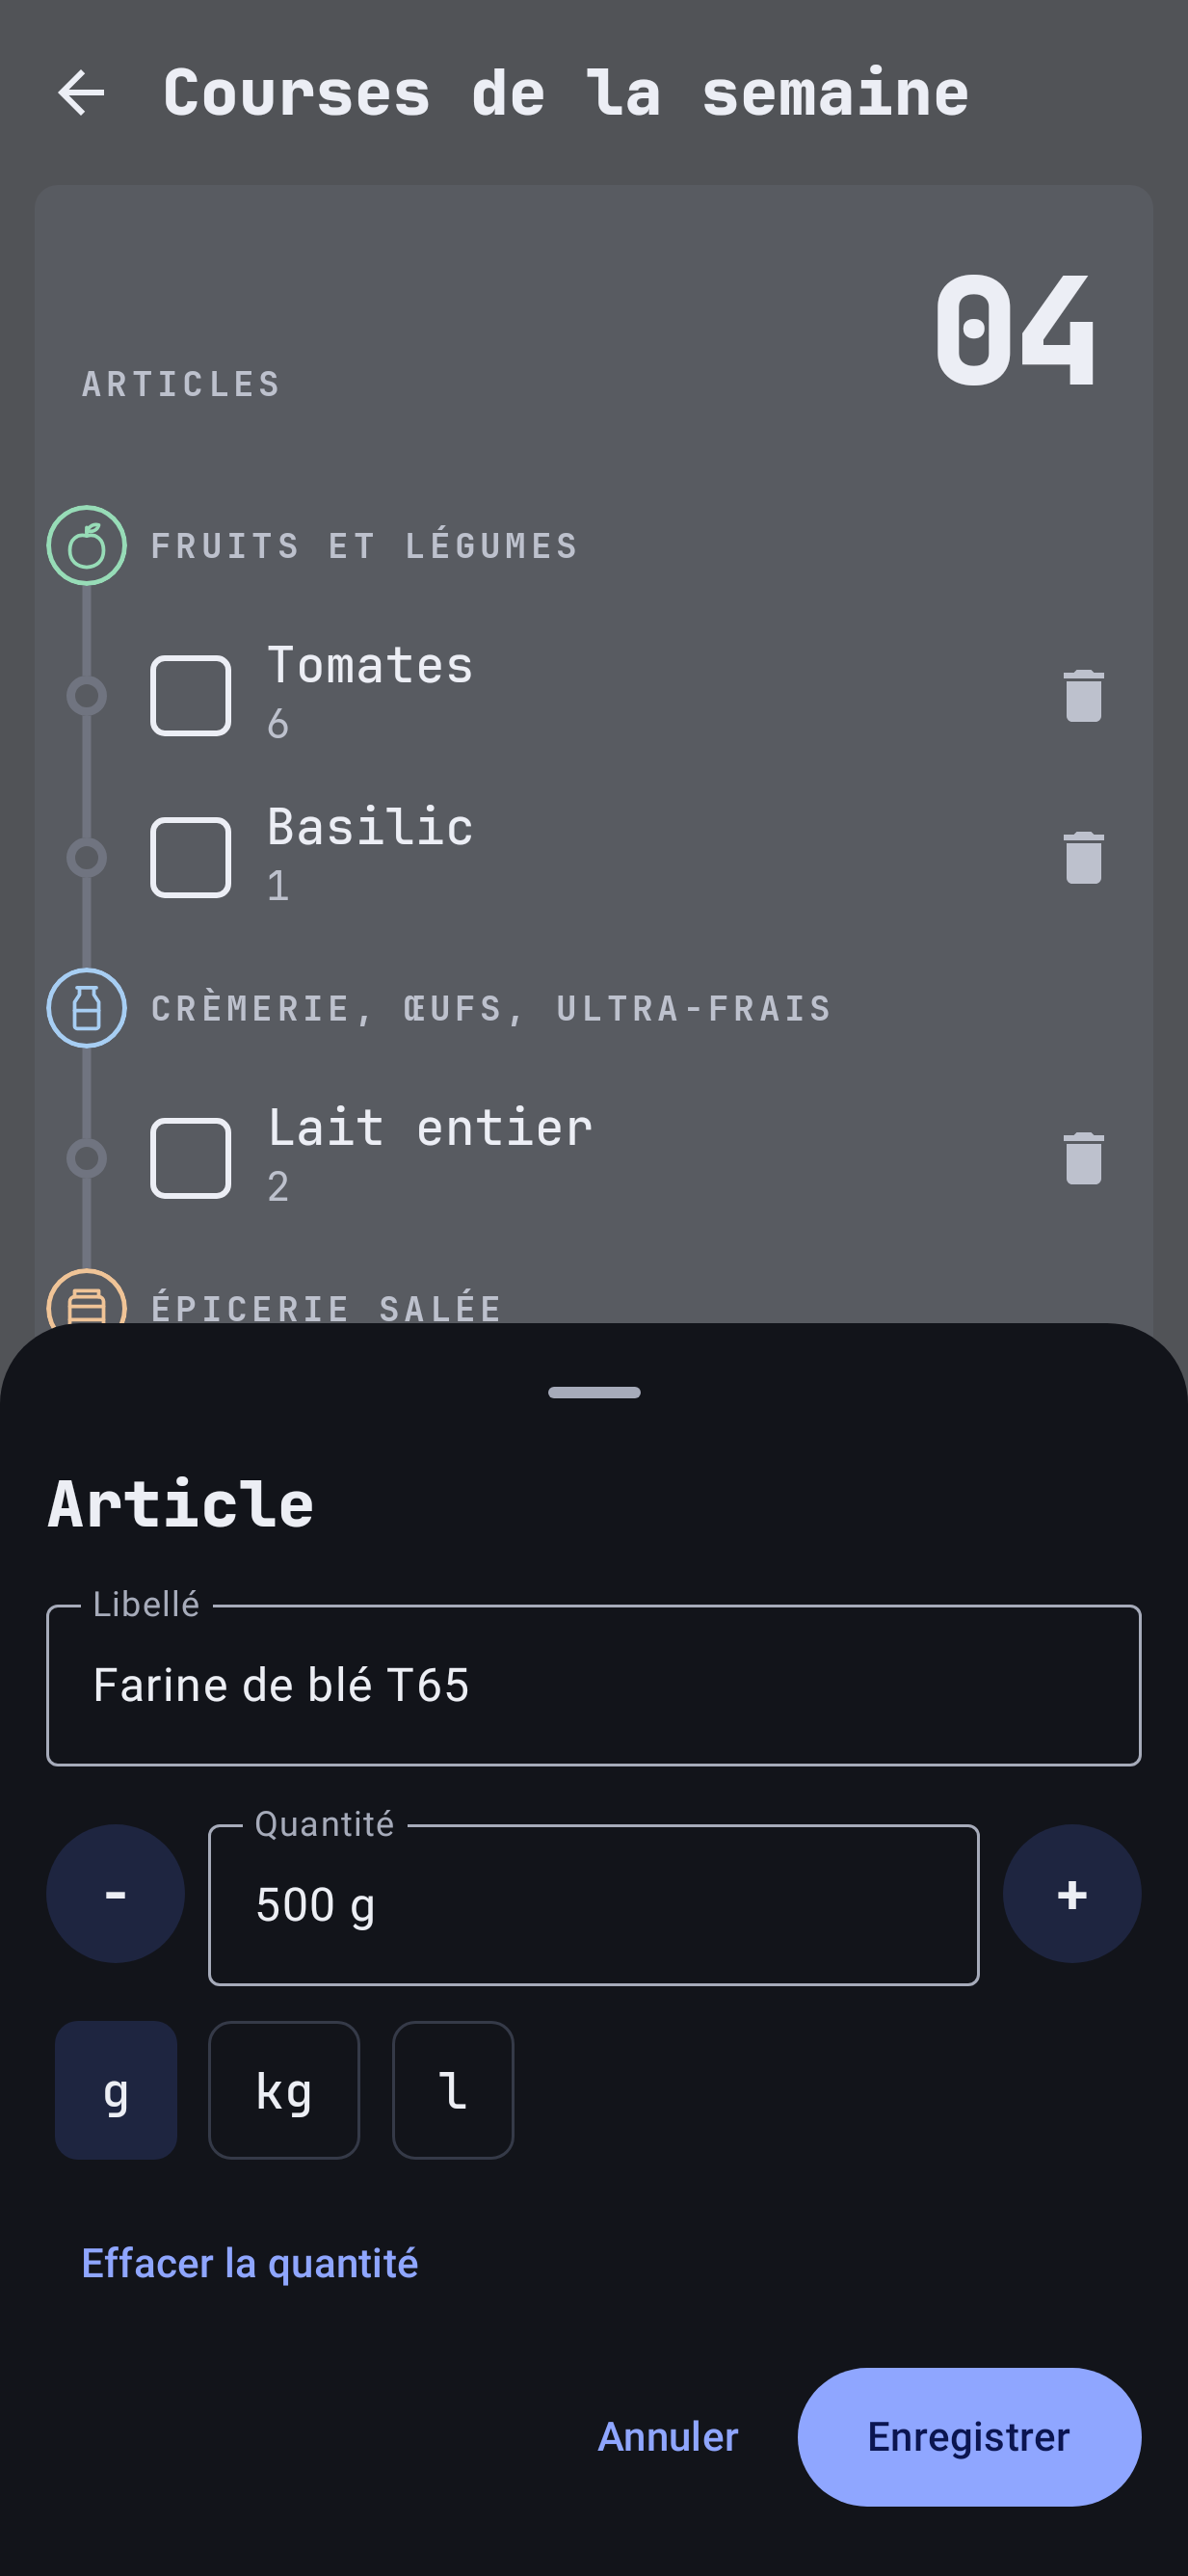 Courses de la semaine
04
ARTICLES
FRUITS ET LÉGUMES
Tomates
6
Basilic
1
CRÈMERIE, ŒUFS, ULTRA-FRAIS
Lait entier
2
ÉPICERIE SALÉE
Article
Libellé
Farine de blé T65
Quantité
-
500 g
+
g kg l
Effacer la quantité
Annuler Enregistrer